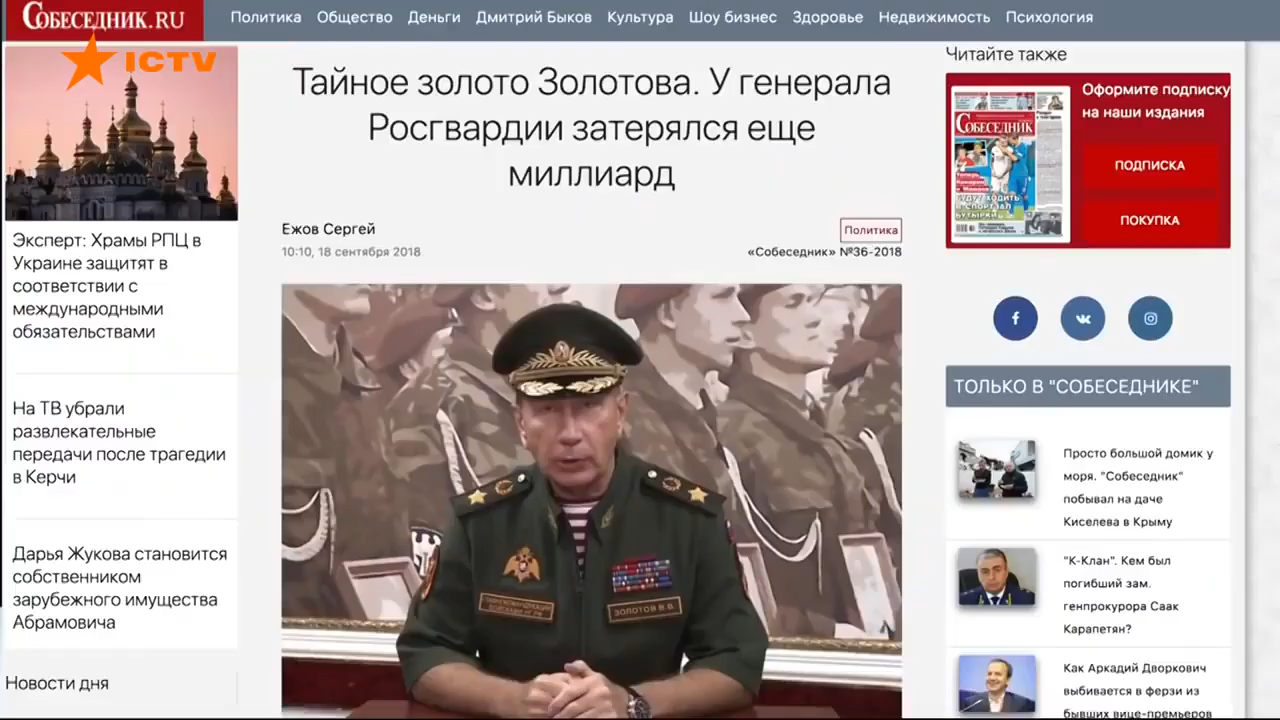 СОБЕСЕДНИК.RU
Политика Общество Деньги Дмитрий Быков Культура Шоу бизнес Здоровье Недвижимость Психология
ICTV
Эксперт: Храмы РПЦ в
Украине защитят в
соответствии с
международными
обязательствами
На ТВ убрали
развлекательные
передачи после трагедии
в Керчи
Дарья Жукова становится
собственником
зарубежного имущества
Абрамовича
Новости дня
Тайное золото Золотова. У генерала
Росгвардии затерялся еще
миллиард
Ежов Сергей
10:10, 18 сентября 2018
Политика
«Собеседник» №36-2018
ЗОЛОТОВ В.В.
Читайте также
Оформите подписку
на наши издания
СОБЕСЕДНИК
ПОДПИСКА
ПОКУПКА
ТОЛЬКО В "СОБЕСЕДНИКЕ"
Просто большой домик у
моря. "Собеседник"
побывал на даче
Киселева в Крыму
"К-Клан". Кем был
погибший зам.
генпрокурора Саак
Карапетян?
Как Аркадий Дворкович
выбивается в ферзи из
бывших вице-премьеров